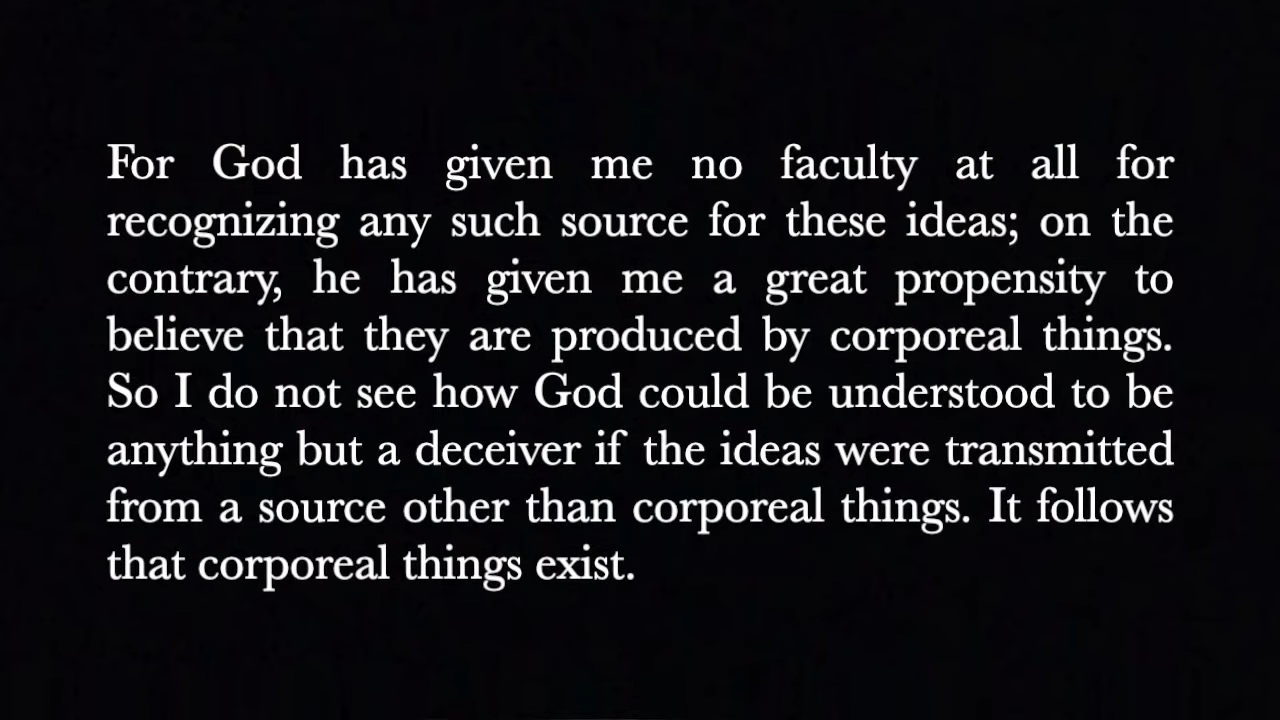 For God has given me no faculty at all for
recognizing any such source for these ideas; on the
contrary, he has given me a great propensity to
believe that they are produced by corporeal things.
So I do not see how God could be understood to be
anything but a deceiver if the ideas were transmitted
from a source other than corporeal things. It follows
that corporeal things exist.